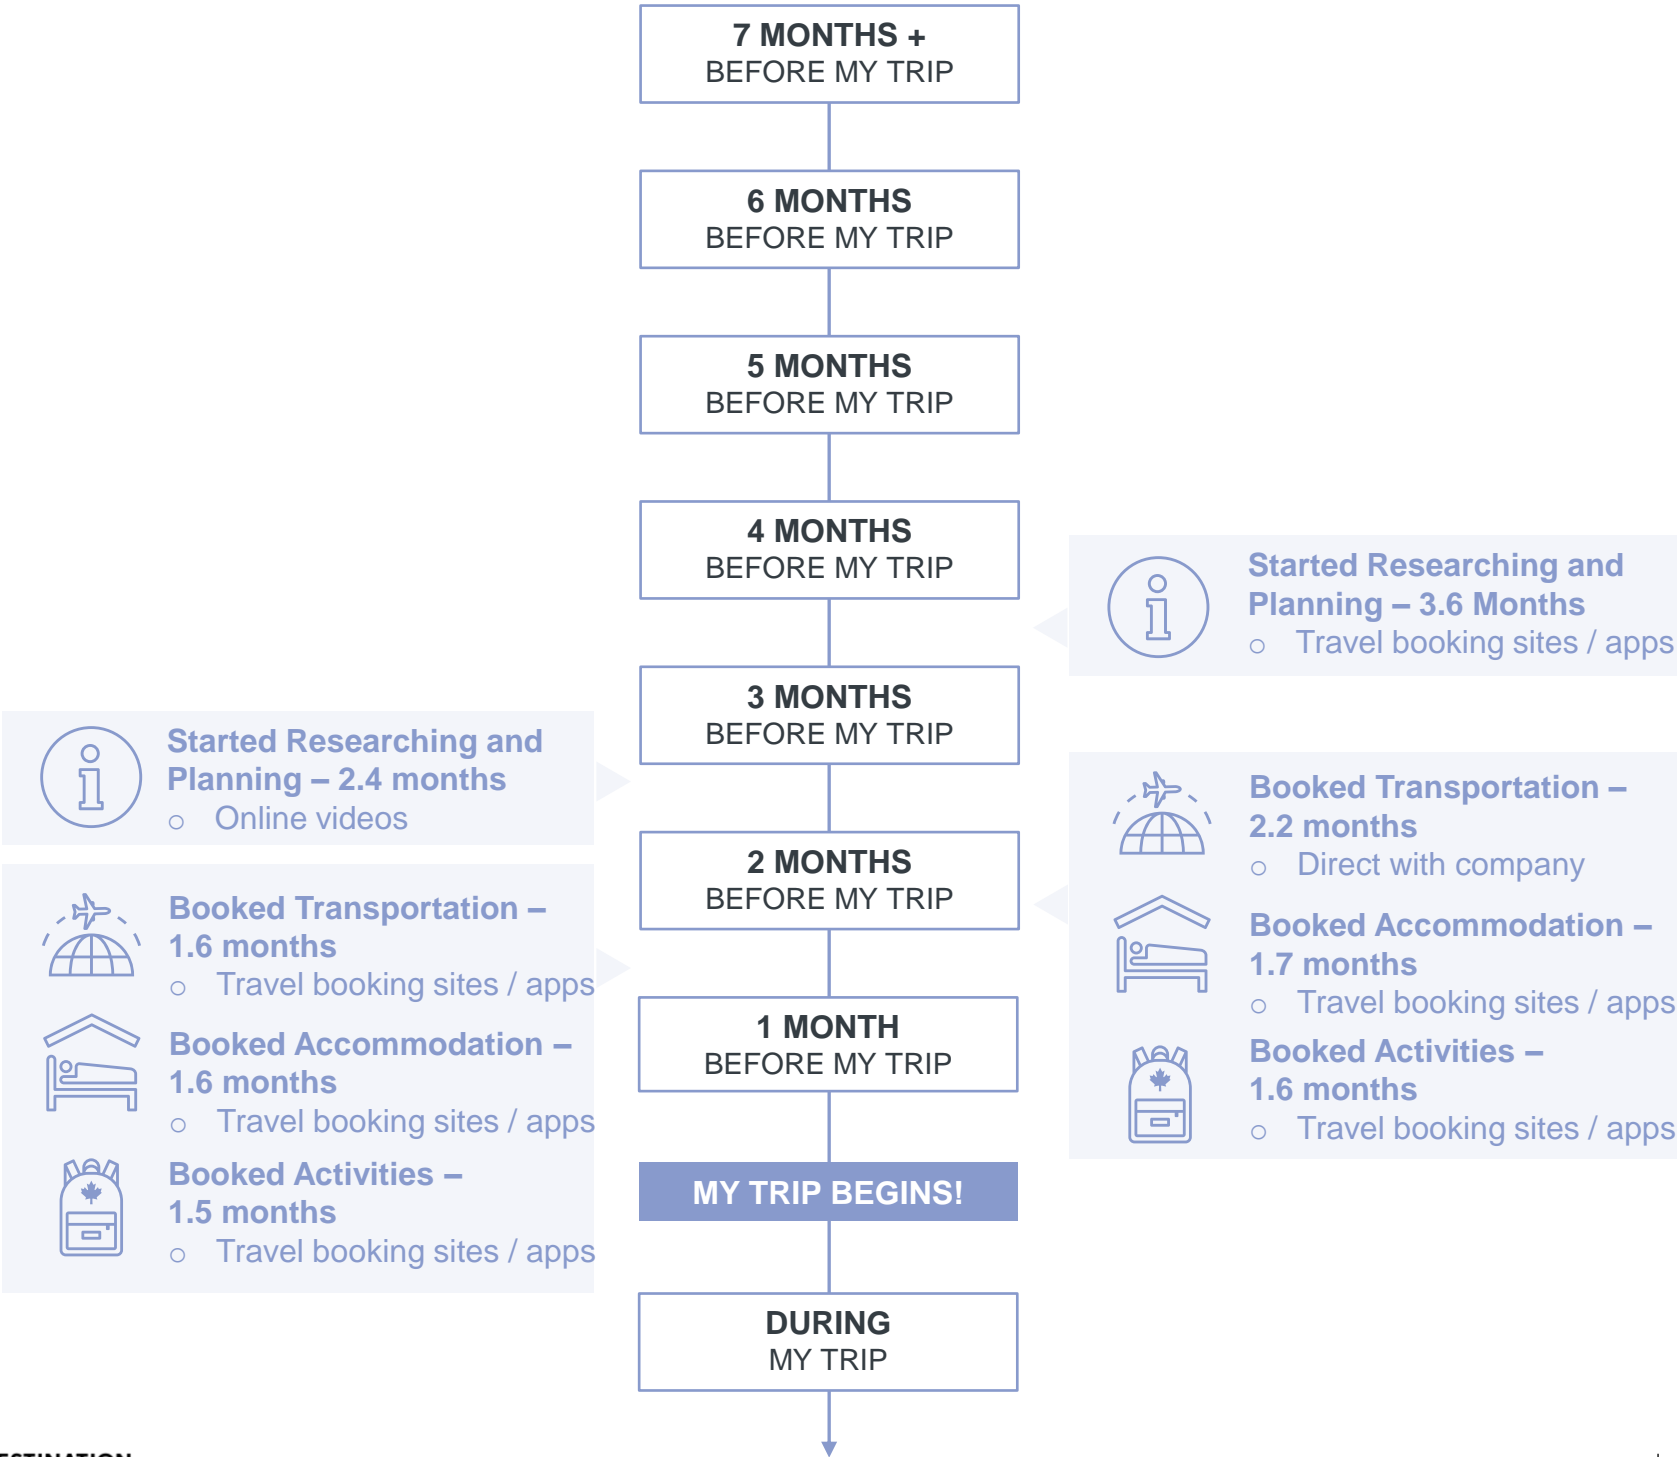 7 MONTHS +
BEFORE MY TRIP
6 MONTHS
BEFORE MY TRIP
5 MONTHS
BEFORE MY TRIP
4 MONTHS
BEFORE MY TRIP
3 MONTHS
BEFORE MY TRIP
2 MONTHS
BEFORE MY TRIP
1 MONTH
BEFORE MY TRIP
MY TRIP BEGINS!
DURING
MY TRIP
Started Researching and
Planning – 2.4 months
o Online videos
Booked Transportation –
1.6 months
o Travel booking sites / apps
Booked Accommodation –
1.6 months
o Travel booking sites / apps
Booked Activities –
1.5 months
o Travel booking sites / apps
Started Researching and
Planning – 3.6 Months
o Travel booking sites / apps
Booked Transportation –
2.2 months
o Direct with company
Booked Accommodation –
1.7 months
o Travel booking sites / apps
Booked Activities –
1.6 months
o Travel booking sites / apps